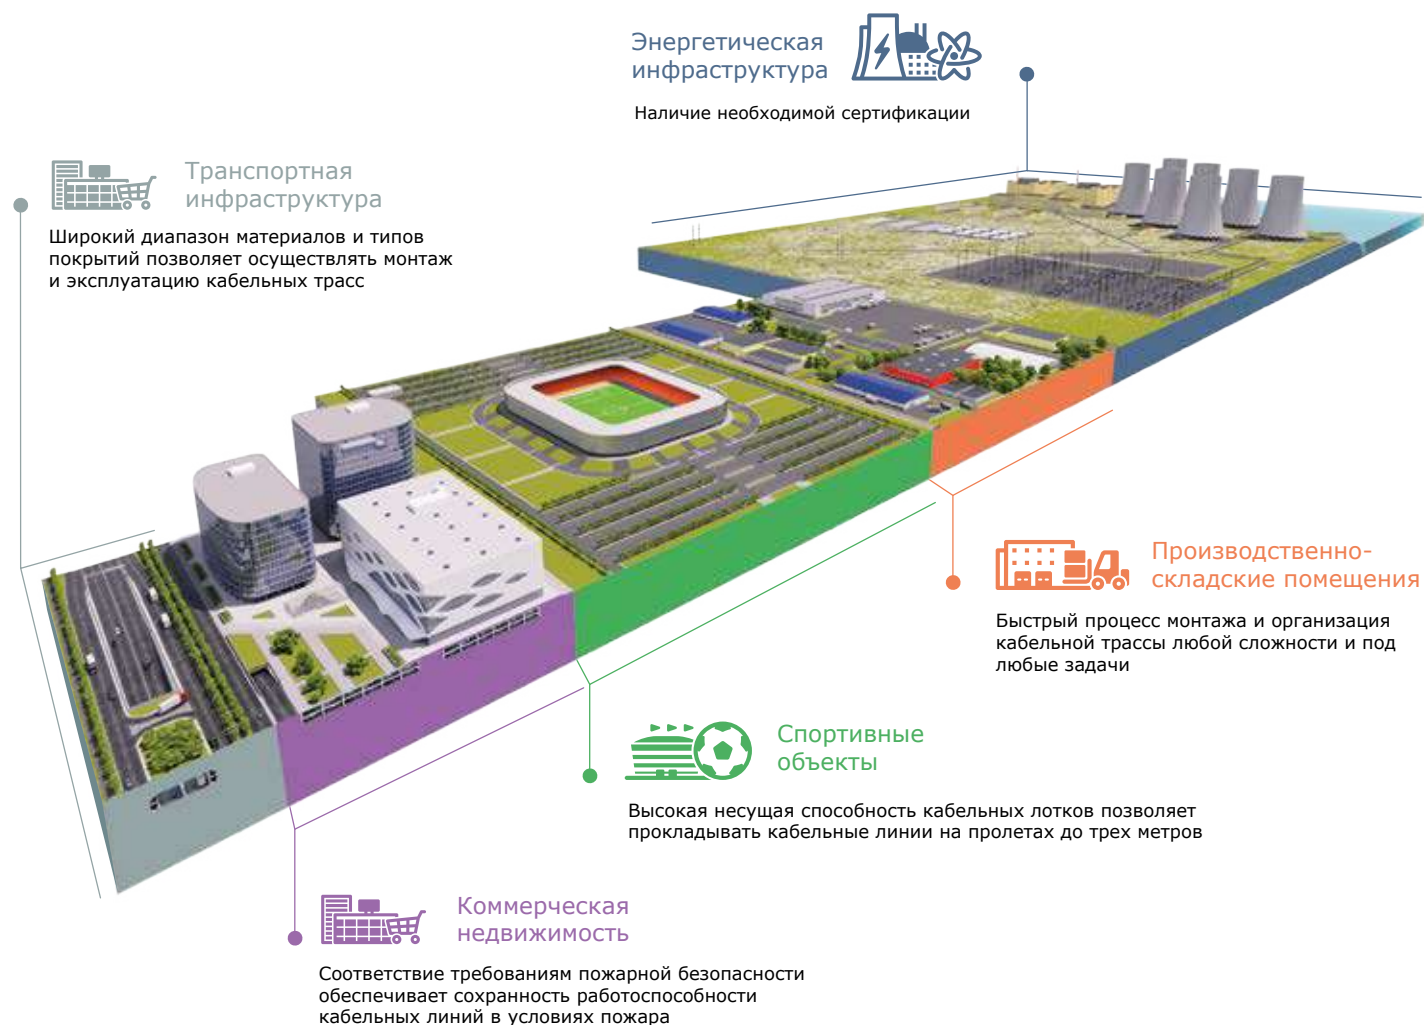 Энергетическая
инфраструктура
Наличие необходимой сертификации
Транспортная
инфраструктура
Широкий диапазон материалов и типов
покрытий позволяет осуществлять монтаж
и эксплуатацию кабельных трасс
Производственно-
складские помещения
Быстрый процесс монтажа и организация
кабельной трассы любой сложности и под
любые задачи
Спортивные
объекты
Высокая несущая способность кабельных лотков позволяет
прокладывать кабельные линии на пролетах до трех метров
Коммерческая
недвижимость
Соответствие требованиям пожарной безопасности
обеспечивает сохранность работоспособности
кабельных линий в условиях пожара